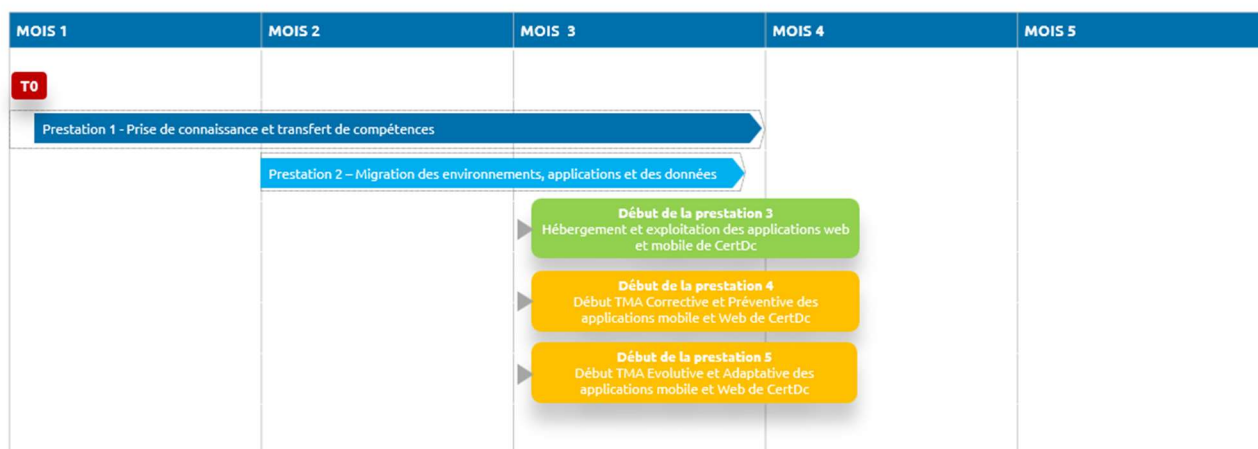 MOIS 1
MOIS 2
MOIS  3
MOIS 4
MOIS 5
T0
Prestation 1 - Prise de connaissance et transfert de compétences
Prestation 2 – Migration des environnements, applications et des données
Début de la prestation 3
Hébergement et exploitation des applications web
et mobile de CertDc
Début de la prestation 4
Début TMA Corrective et Préventive des
applications mobile et Web de CertDc
Début de la prestation 5
Début TMA Evolutive et Adaptative des
applications mobile et Web de CertDc